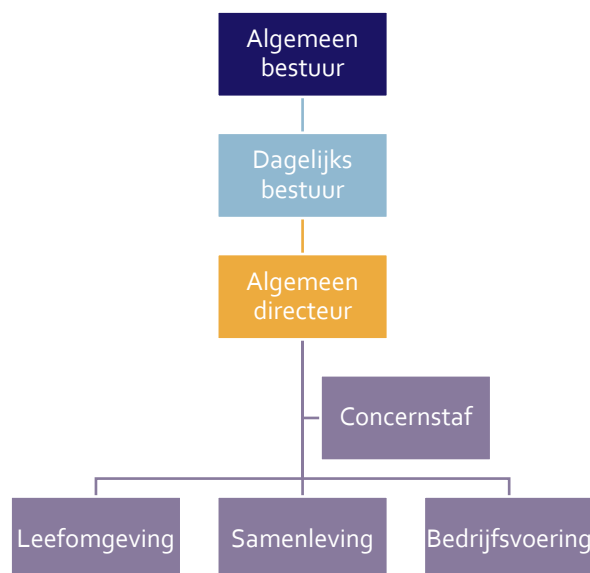 Algemeen
bestuur
Dagelijks
bestuur
Algemeen
directeur
Concernstaf
Leefomgeving
Samenleving
Bedrijfsvoering